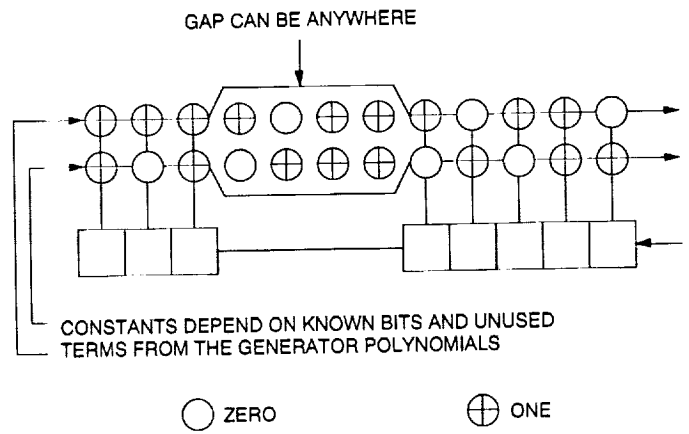 GAP CAN BE ANYWHERE
CONSTANTS DEPEND ON KNOWN BITS AND UNUSED
TERMS FROM THE GENERATOR POLYNOMIALS
ZERO
ONE